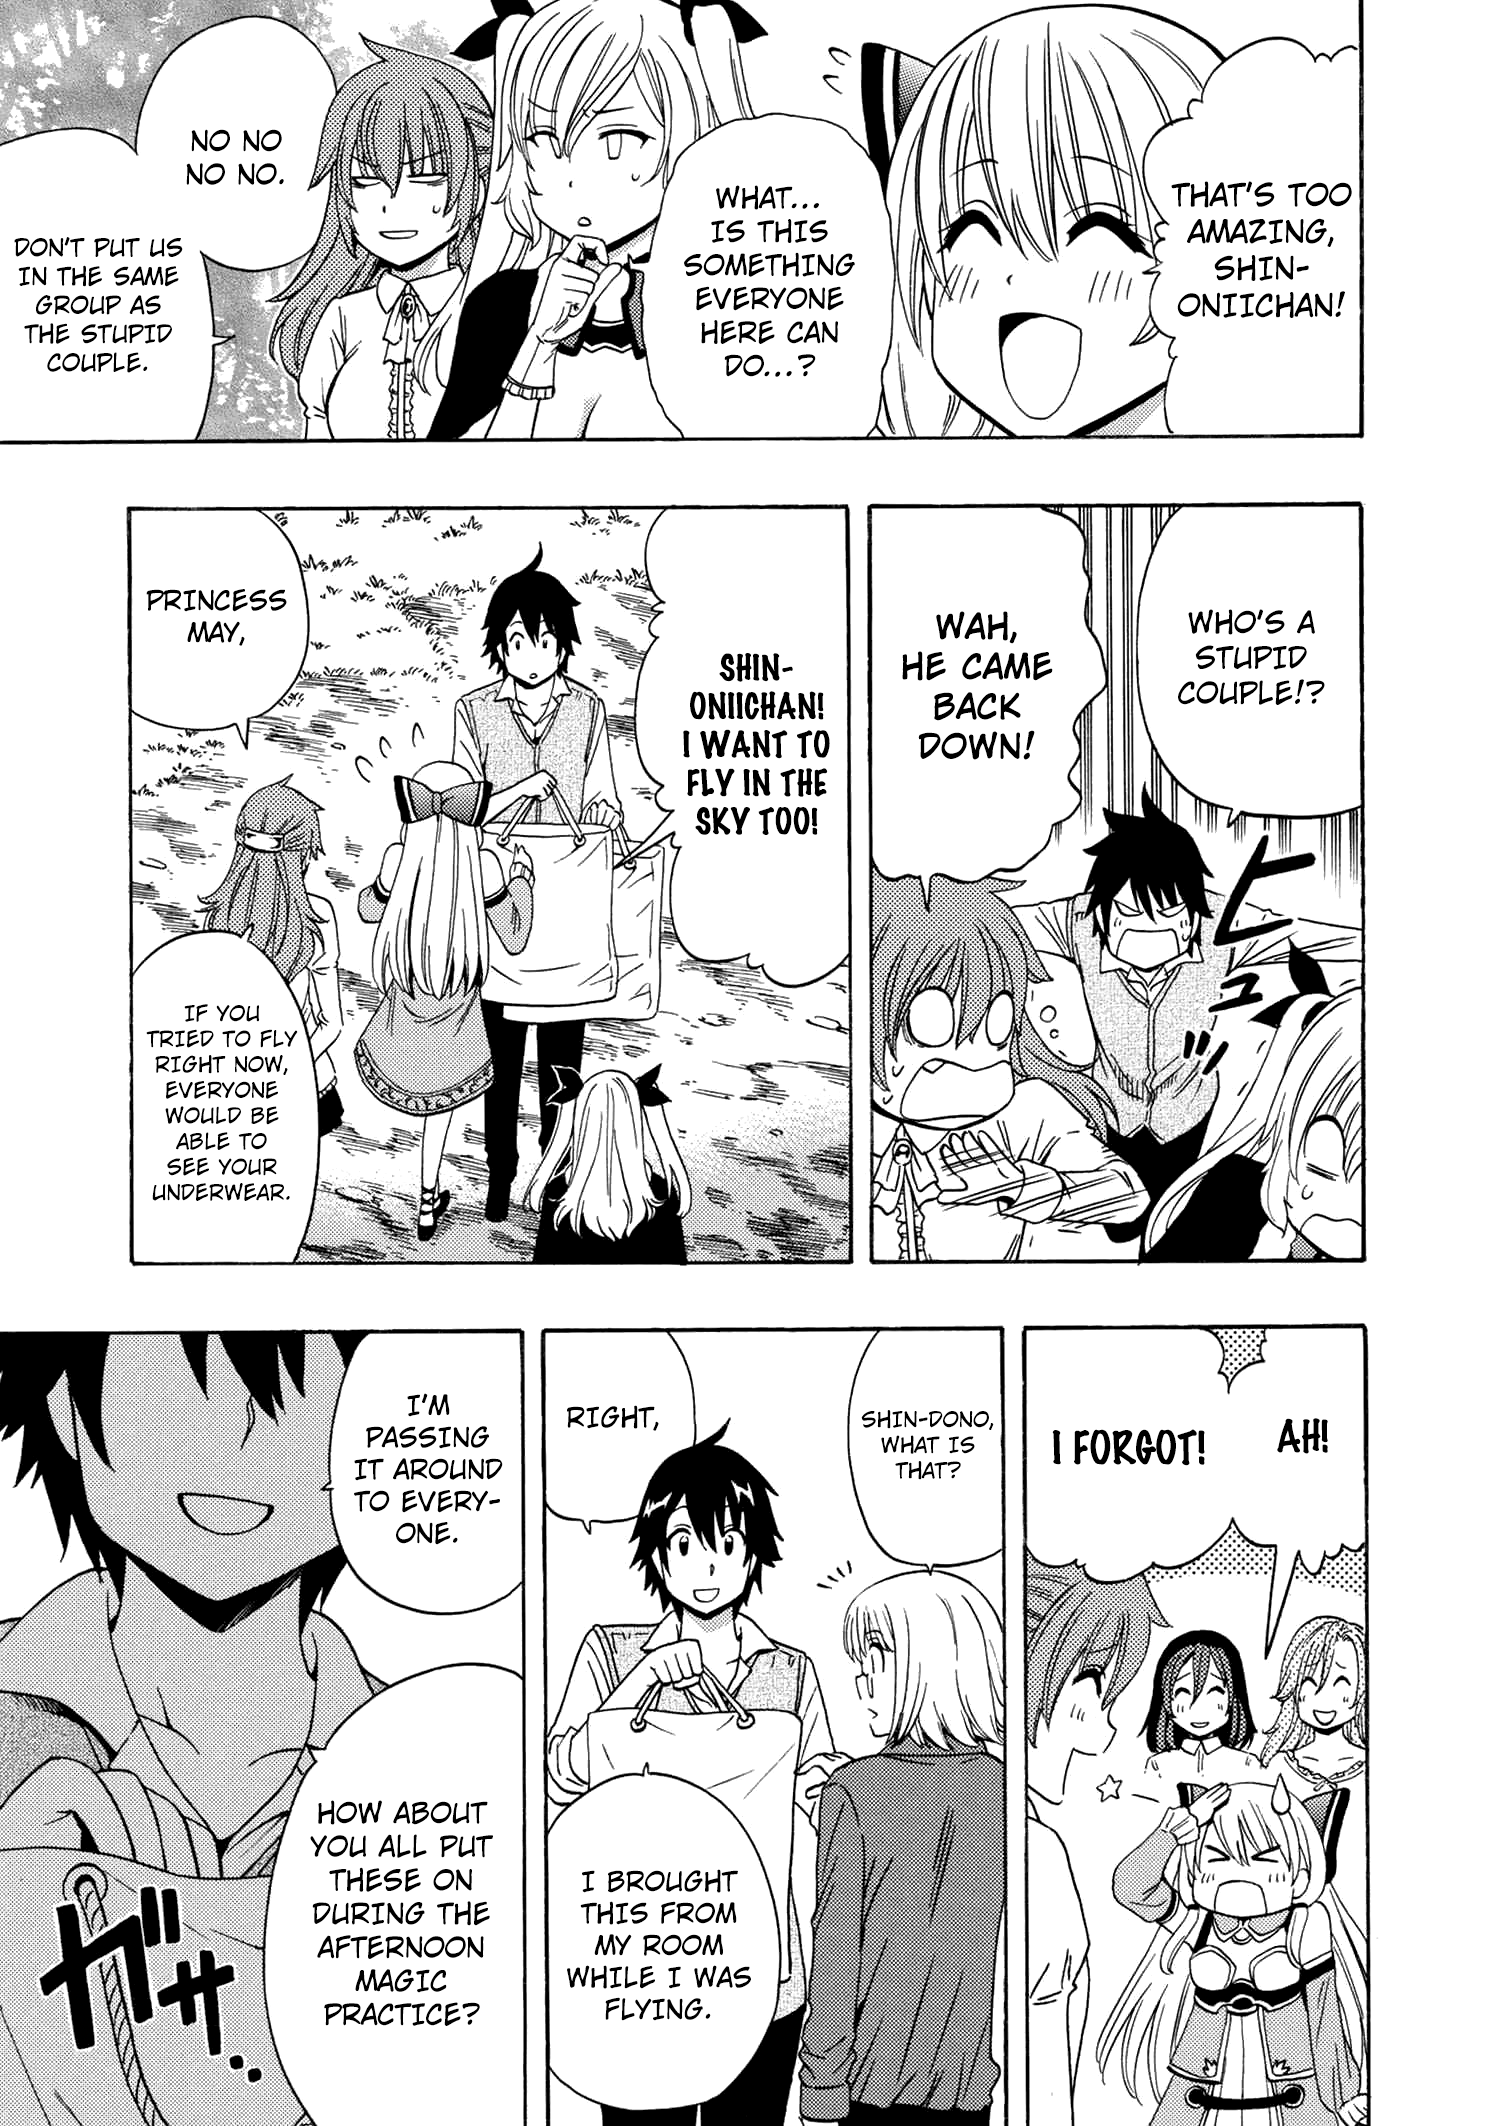 THAT'S TOO
AMAZING,
SHIN-
ONIICHAN!
WHAT...
IS THIS
SOMETHING
EVERYONE
HERE CAN
DO...?
NO NO
NO NO.
DON'T PUT US
IN THE SAME
GROUP AS
THE STUPID
COUPLE.
WHO'S A
STUPID
COUPLE!?
WAH,
HE CAME
BACK
DOWN!
ヒュッ
SHIN-
ONIICHAN!
I WANT TO
FLY IN THE
SKY TOO!
PRINCESS
MAY,
IF YOU
TRIED TO FLY
RIGHT NOW,
EVERYONE
WOULD BE
ABLE TO
SEE YOUR
UNDERWEAR.
AH!
I FORGOT!
SHIN-DONO,
WHAT IS
THAT?
RIGHT,
I BROUGHT
THIS FROM
MY ROOM
WHILE I WAS
FLYING.
I'M
PASSING
IT AROUND
TO EVERY-
ONE.
HOW ABOUT
YOU ALL PUT
THESE ON
DURING THE
AFTERNOON
MAGIC
PRACTICE?
ガサ...